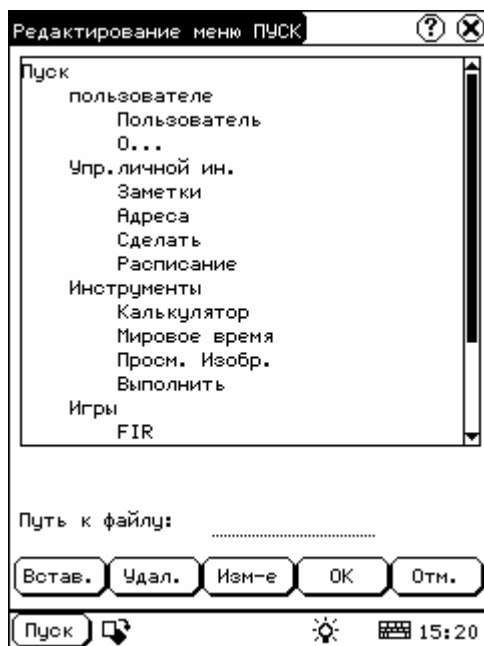 Редактирование меню ПУСК
Пуск
пользователе
Пользователь
О...
Упр.личной ин.
Заметки
Адреса
Сделать
Расписание
Инструменты
Калькулятор
Мировое время
Просм. Изобр.
Выполнить
Игры
FIR
Путь к файлу:
Встав. Удал. Изм-е ОК Отм.
Пуск 15:20